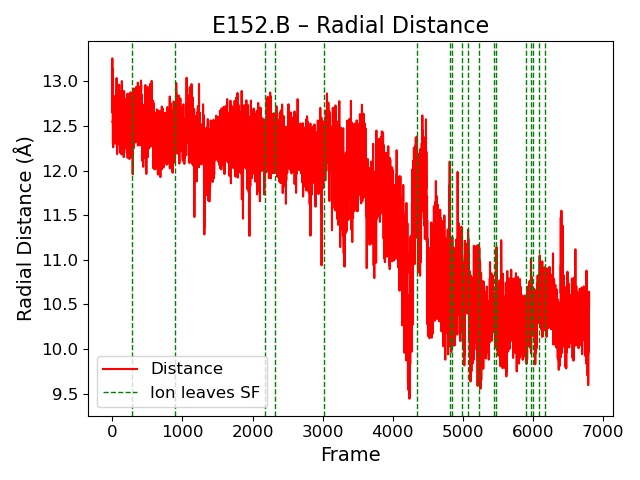 E152.B – Radial Distance
Radial Distance (Å)
13.0
12.5
12.0
11.5
11.0
10.5
10.0
9.5
Distance
Ion leaves SF
0 1000 2000 3000 4000 5000 6000 7000
Frame